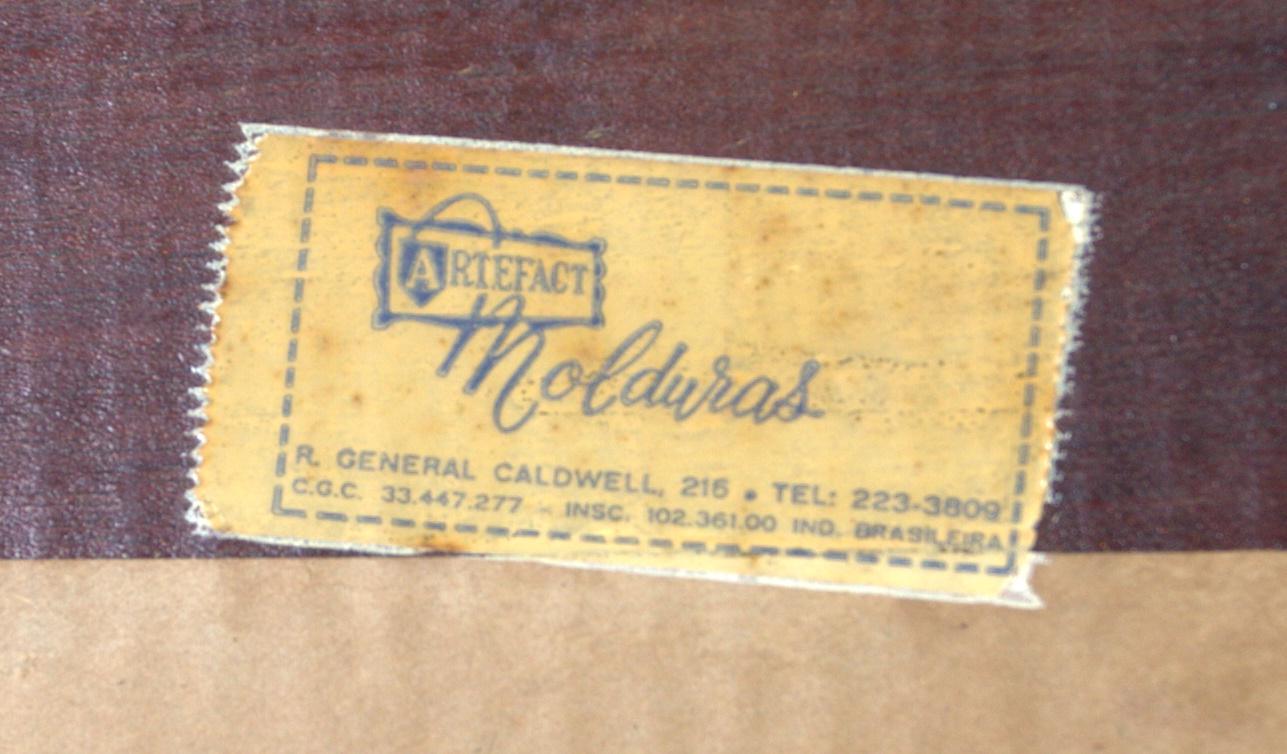 ARTEFACT
Molduras
R. GENERAL CALDWELL, 216 • TEL: 223-3809
C.G.C. 33.447.277 - INSC. 102.361.00 IND. BRASILEIRA